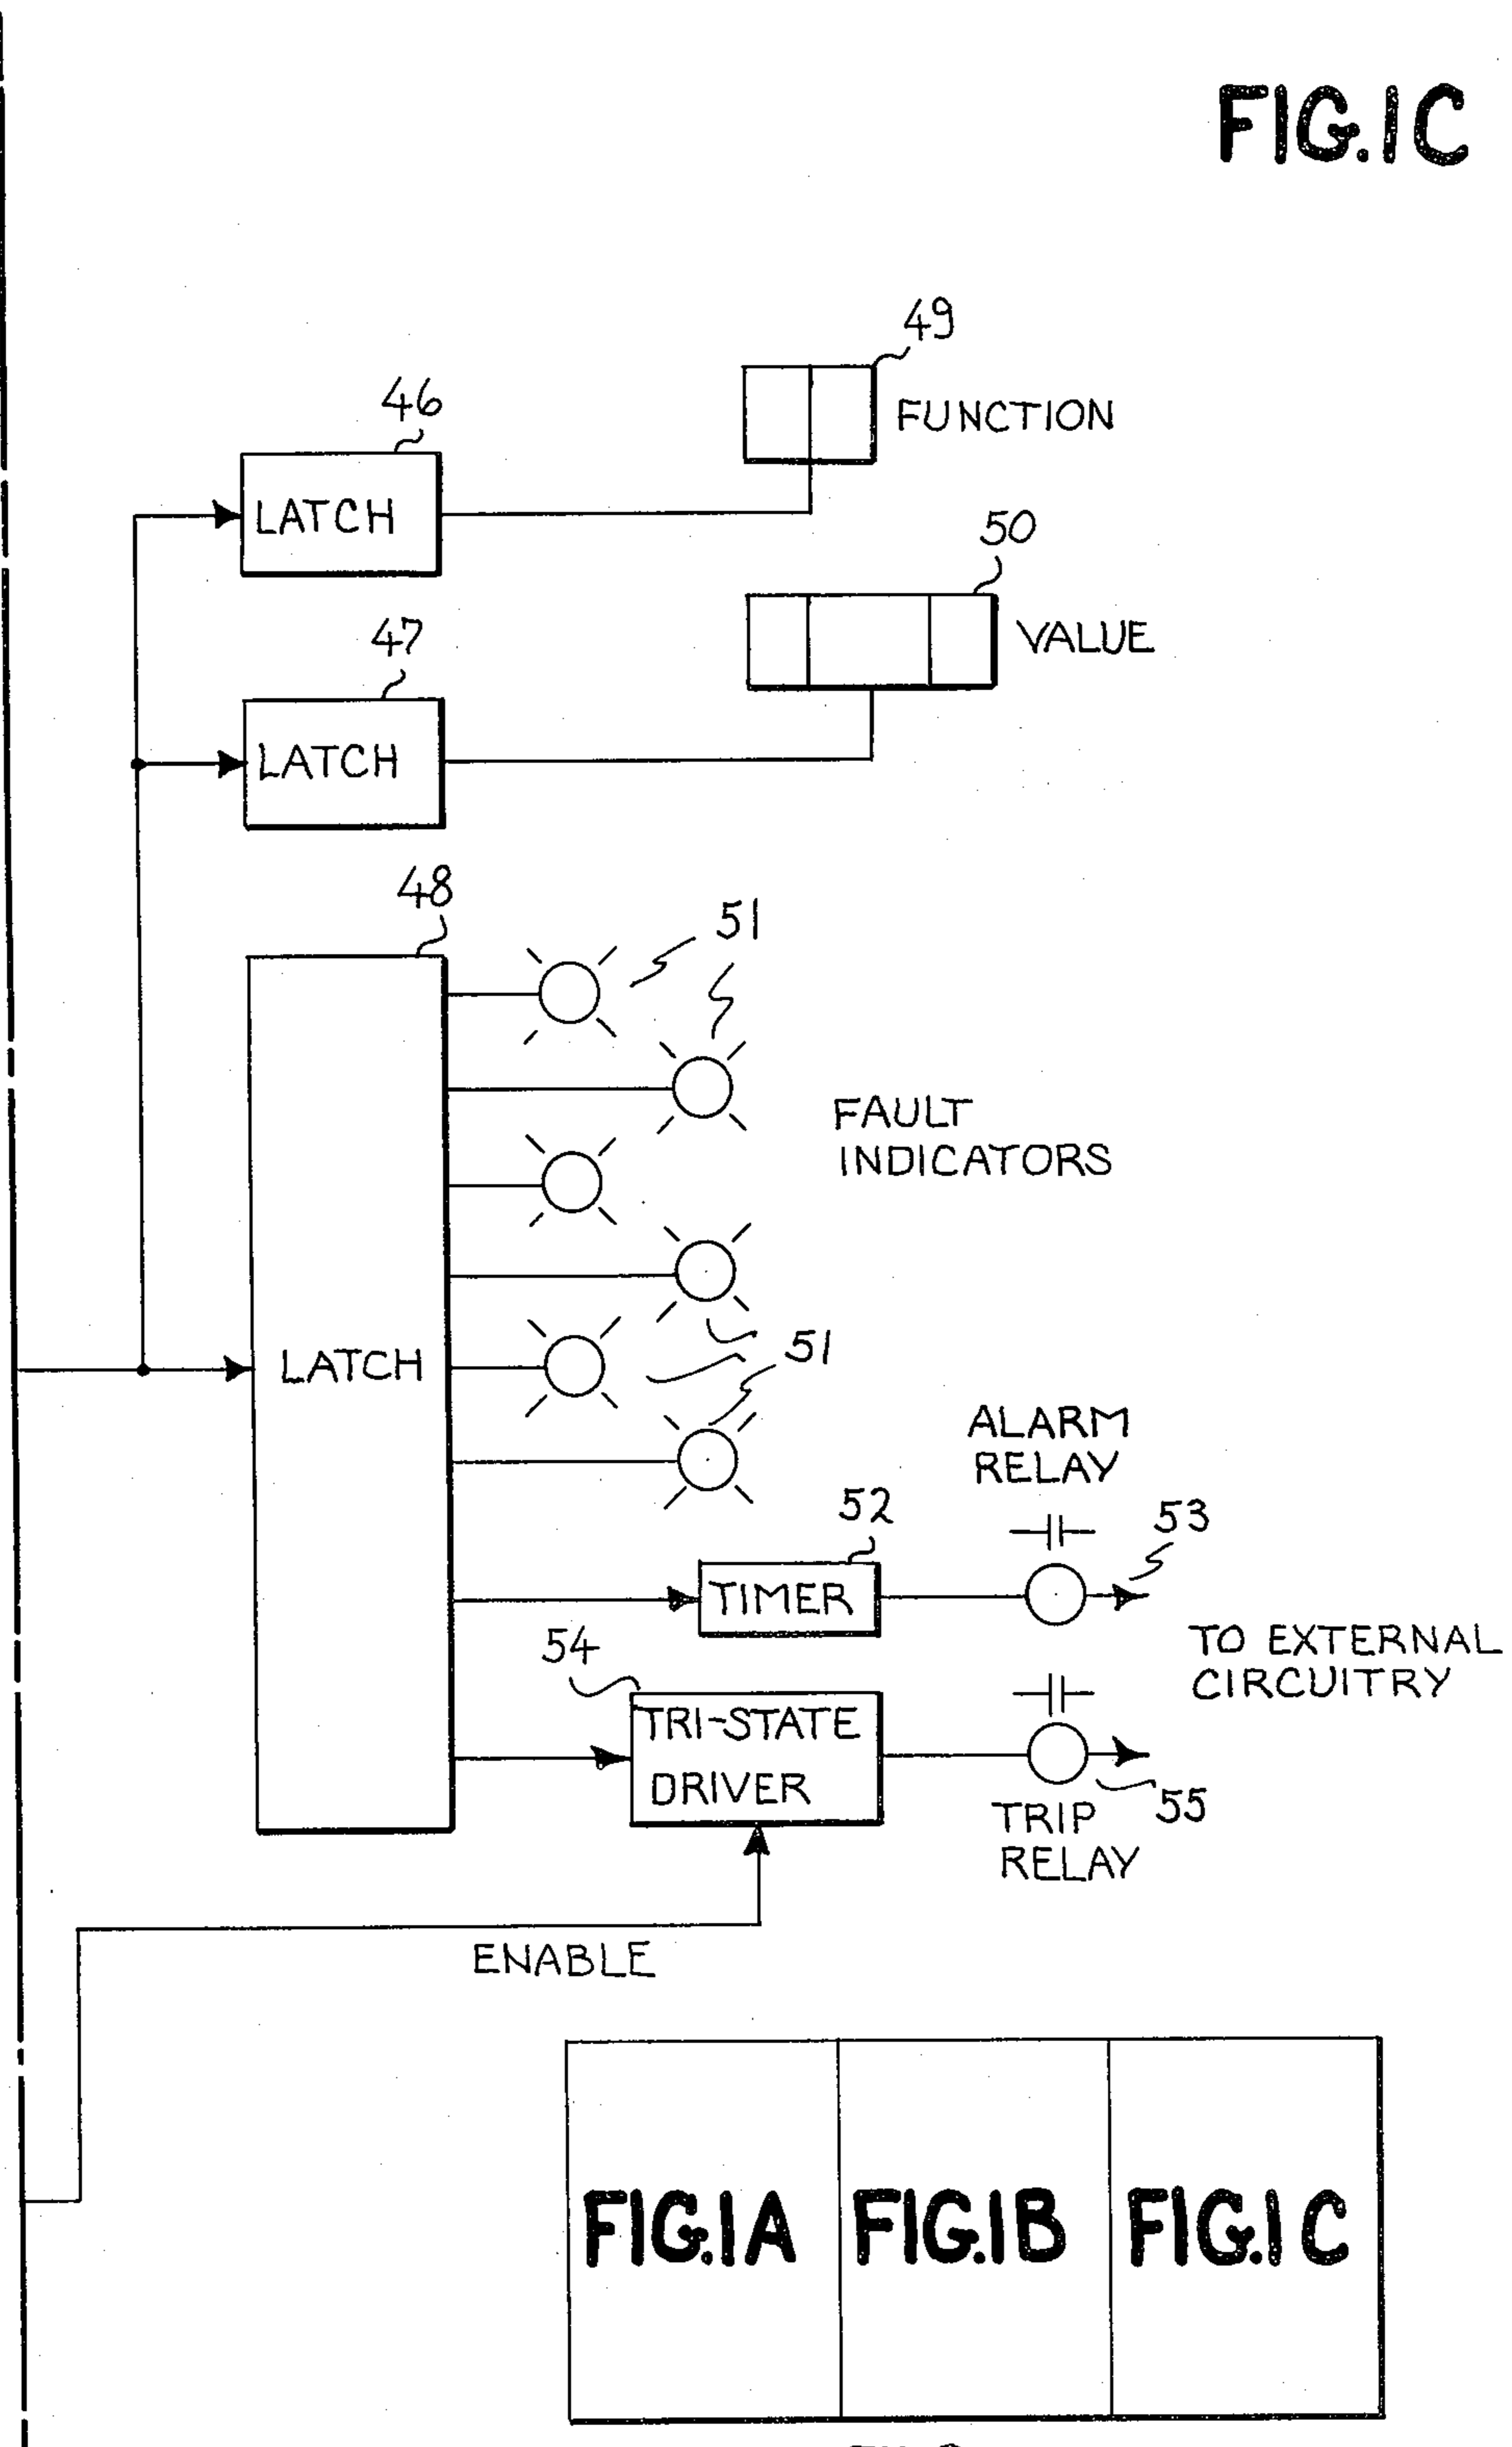 FIG.1C
49
FUNCTION
46
LATCH
50
VALUE
47
LATCH
48
51
FAULT
INDICATORS
LATCH
51
ALARM
RELAY
52
53
TIMER
TO EXTERNAL
CIRCUITRY
54
TRI-STATE
DRIVER
55
TRIP
RELAY
ENABLE
FIG.1A
FIG.1B
FIG.1C